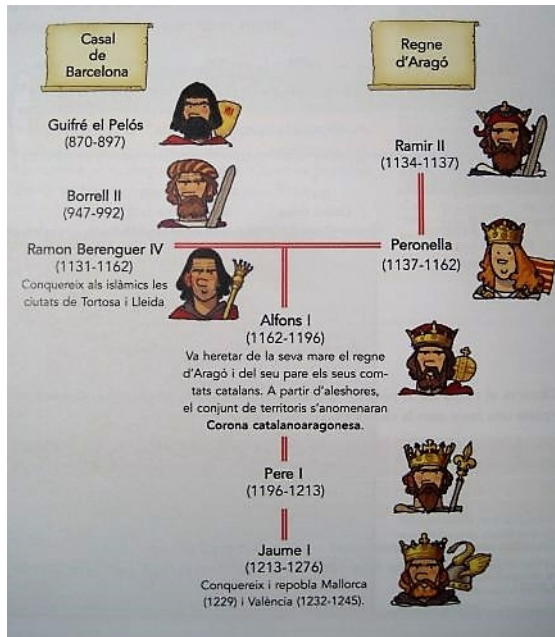 Casal
de
Barcelona
Regne
d'Aragó
Guifré el Pelós
(870-897)
Ramir II
(1134-1137)
Borrell II
(947-992)
Ramon Berenguer IV
(1131-1162)
Conquereix als islàmics les
ciutats de Tortosa i Lleida
Peronella
(1137-1162)
Alfons I
(1162-1196)
Va heretar de la seva mare el regne
d'Aragó i del seu pare els seus com-
tats catalans. A partir d'aleshores,
el conjunt de territoris s'anomenaran
Corona catalanoaragonesa.
Pere I
(1196-1213)
Jaume I
(1213-1276)
Conquereix i repobla Mallorca
(1229) i València (1232-1245).